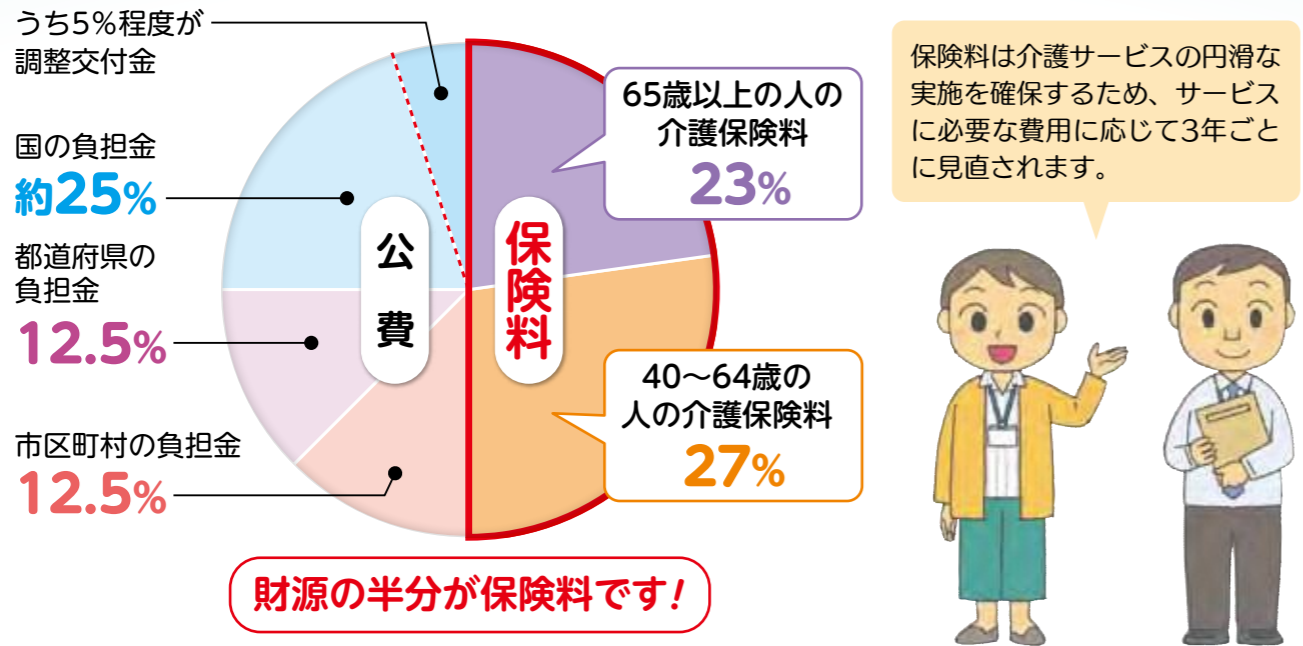 うち5%程度が
調整交付金
国の負担金
約25%
都道府県の
負担金
12.5%
市区町村の負担金
12.5%
公費
保険料
65歳以上の人の
介護保険料
23%
40〜64歳の
人の介護保険料
27%
財源の半分が保険料です!
保険料は介護サービスの円滑な
実施を確保するため、サービス
に必要な費用に応じて3年ごと
に見直されます。